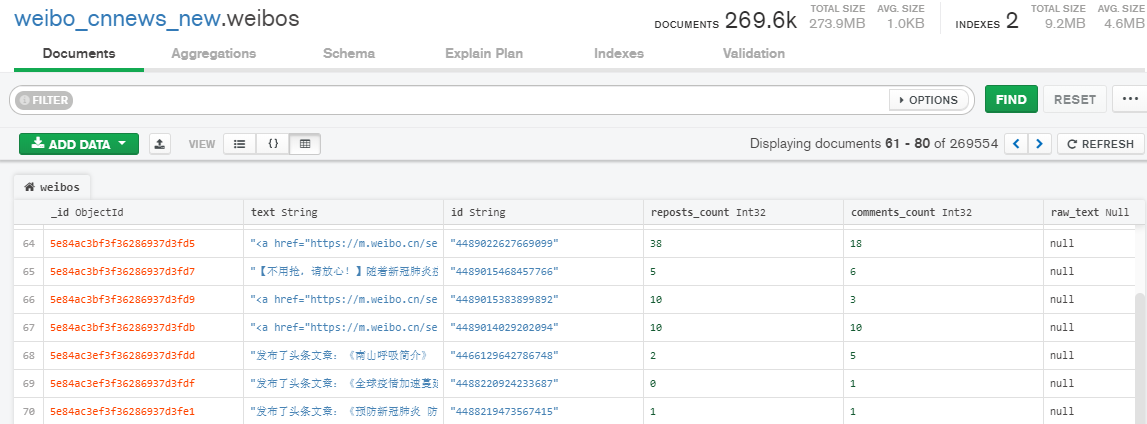 weibo_cnnews_new.weibos DOCUMENTS 269.6k TOTAL SIZE 273.9MB AVG. SIZE 1.0KB INDEXES 2 TOTAL SIZE 9.2MB AVG. SIZE 4.6MB
Documents Aggregations Schema Explain Plan Indexes Validation
FILTER OPTIONS FIND RESET ...
ADD DATA VIEW {} Displaying documents 61 - 80 of 269554 < > REFRESH
weibos
_id ObjectId text String id String reposts_count Int32 comments_count Int32 raw_text Null
64 5e84ac3bf3f36286937d3fd5 "<a href="https://m.weibo.cn/se "4489022627669099" 38 18 null
65 5e84ac3bf3f36286937d3fd7 "【不用抢，请放心！】随着新冠肺炎 "4489015468457766" 5 6 null
66 5e84ac3bf3f36286937d3fd9 "<a href="https://m.weibo.cn/se "4489015383899892" 10 3 null
67 5e84ac3bf3f36286937d3fdb "<a href="https://m.weibo.cn/se "4489014029202094" 10 10 null
68 5e84ac3ef3f36286937d3fdd "发布了头条文章：《南山呼吸简介》 "4466129642786748" 2 5 null
69 5e84ac3ef3f36286937d3fdf "发布了头条文章：《全球疫情加速蔓 "4488220924233687" 0 1 null
70 5e84ac3ef3f36286937d3fe1 "发布了头条文章：《预防新冠肺炎 防 "4488219473567415" 1 1 null